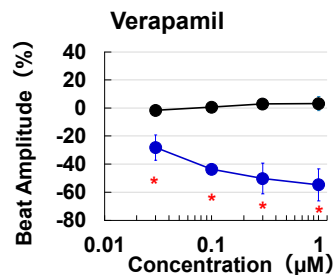 Verapamil
Beat Amplitude (%)
40
20
0
-20
-40
-60
-80
* * * *
0.01 0.1 1
Concentration (μM)